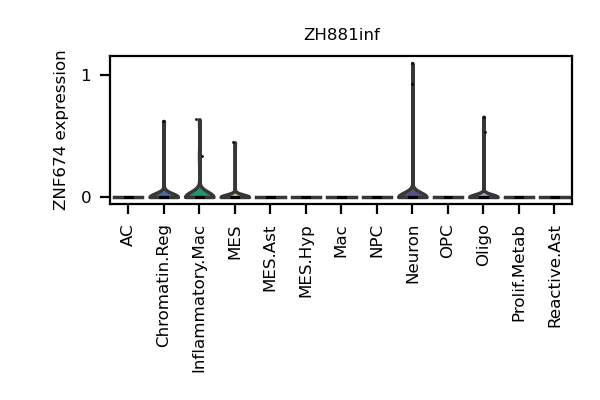 ZH881inf
ZNF674 expression
1
0
AC
Chromatin.Reg
Inflammatory.Mac
MES
MES.Ast
MES.Hyp
Mac
NPC
Neuron
OPC
Oligo
Prolif.Metab
Reactive.Ast